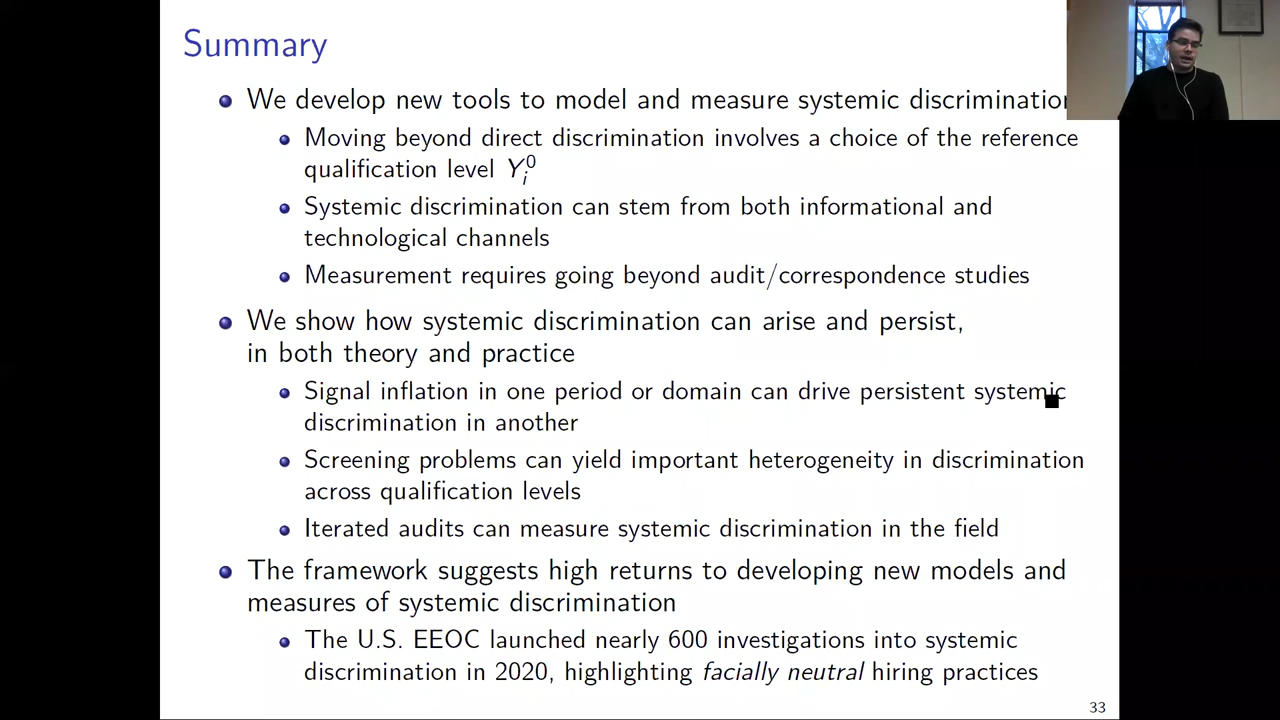 Summary
We develop new tools to model and measure systemic discrimination
Moving beyond direct discrimination involves a choice of the reference
qualification level Y_i^0
Systemic discrimination can stem from both informational and
technological channels
Measurement requires going beyond audit/correspondence studies
We show how systemic discrimination can arise and persist,
in both theory and practice
Signal inflation in one period or domain can drive persistent systemic
discrimination in another
Screening problems can yield important heterogeneity in discrimination
across qualification levels
Iterated audits can measure systemic discrimination in the field
The framework suggests high returns to developing new models and
measures of systemic discrimination
The U.S. EEOC launched nearly 600 investigations into systemic
discrimination in 2020, highlighting facially neutral hiring practices
33